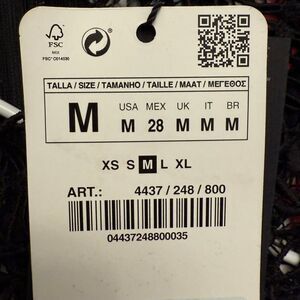 FSC
MIX
FSC® C014030
TALLA / SIZE / TAMANHO / TAILLE / MAAT / ΜΕΓΕΘΟΣ
M
USA MEX UK IT BR
M 28 M M M
XS S M L XL
ART.: 4437 / 248 / 800
04437248800035